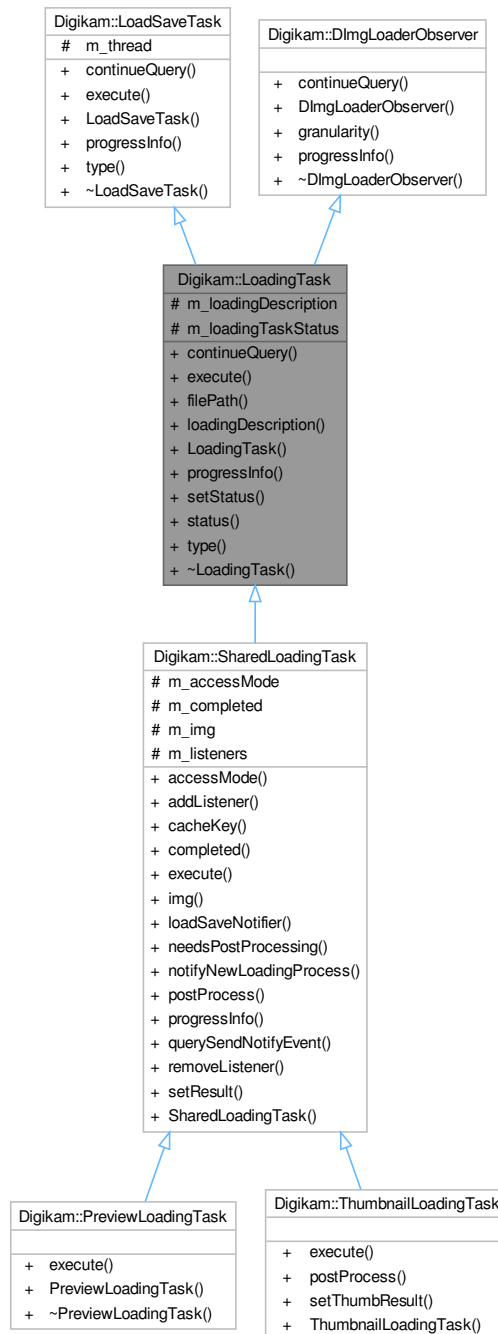 Digikam::LoadSaveTask
# m_thread
+ continueQuery()
+ execute()
+ LoadSaveTask()
+ progressInfo()
+ type()
+ ~LoadSaveTask()
Digikam::DImgLoaderObserver
+ continueQuery()
+ DImgLoaderObserver()
+ granularity()
+ progressInfo()
+ ~DImgLoaderObserver()
Digikam::LoadingTask
# m_loadingDescription
# m_loadingTaskStatus
+ continueQuery()
+ execute()
+ filePath()
+ loadingDescription()
+ LoadingTask()
+ progressInfo()
+ setStatus()
+ status()
+ type()
+ ~LoadingTask()
Digikam::SharedLoadingTask
# m_accessMode
# m_completed
# m_img
# m_listeners
+ accessMode()
+ addListener()
+ cacheKey()
+ completed()
+ execute()
+ img()
+ loadSaveNotifier()
+ needsPostProcessing()
+ notifyNewLoadingProcess()
+ postProcess()
+ progressInfo()
+ querySendNotifyEvent()
+ removeListener()
+ setResult()
+ SharedLoadingTask()
Digikam::PreviewLoadingTask
+ execute()
+ PreviewLoadingTask()
+ ~PreviewLoadingTask()
Digikam::ThumbnailLoadingTask
+ execute()
+ postProcess()
+ setThumbResult()
+ ThumbnailLoadingTask()